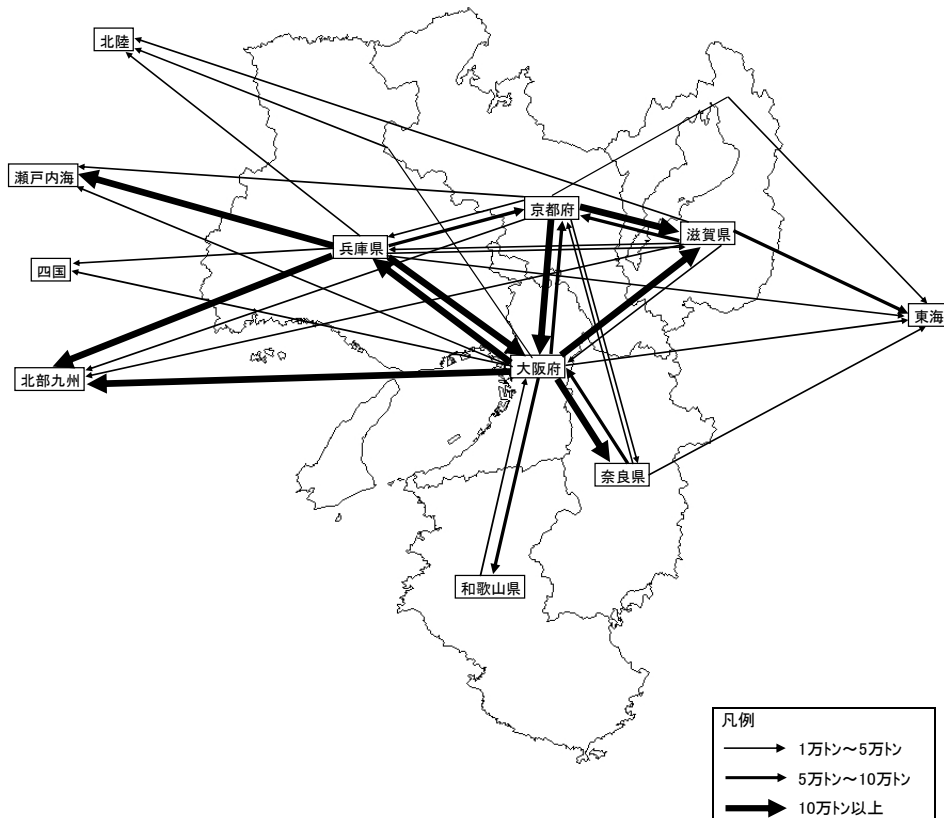 北陸
瀬戸内海
京都府
滋賀県
兵庫県
四国
東海
大阪府
北部九州
奈良県
和歌山県
凡例
1万トン～5万トン
5万トン～10万トン
10万トン以上